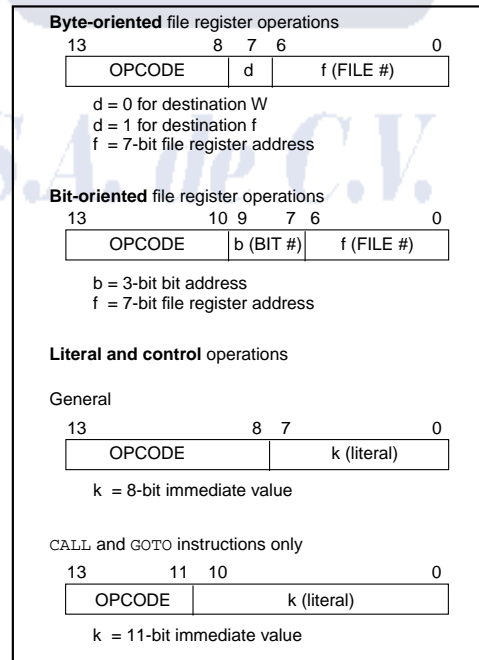 Byte-oriented file register operations
13 8 7 6 0
OPCODE d f (FILE #)
d = 0 for destination W
d = 1 for destination f
f = 7-bit file register address
Bit-oriented file register operations
13 10 9 7 6 0
OPCODE b (BIT #) f (FILE #)
b = 3-bit bit address
f = 7-bit file register address
Literal and control operations
General
13 8 7 0
OPCODE k (literal)
k = 8-bit immediate value
CALL and GOTO instructions only
13 11 10 0
OPCODE k (literal)
k = 11-bit immediate value
S.A. de C.V.